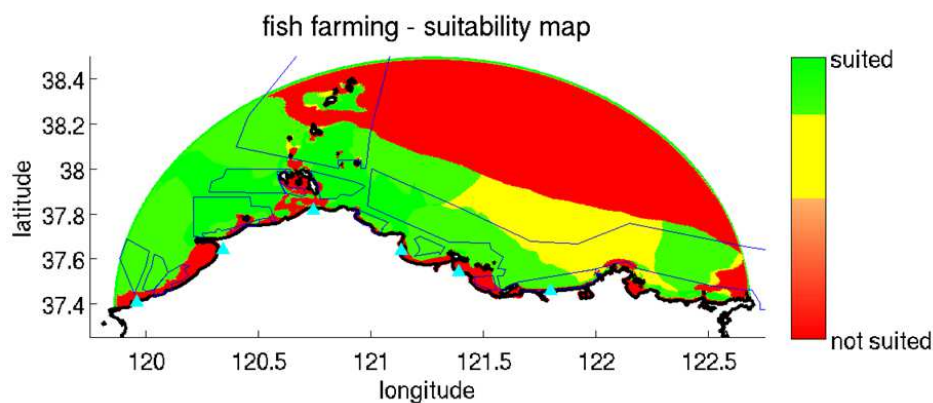 fish farming - suitability map
suited
38.4
38.2
38
37.8
37.6
37.4
latitude
not suited
120
120.5
121
121.5
122
122.5
longitude